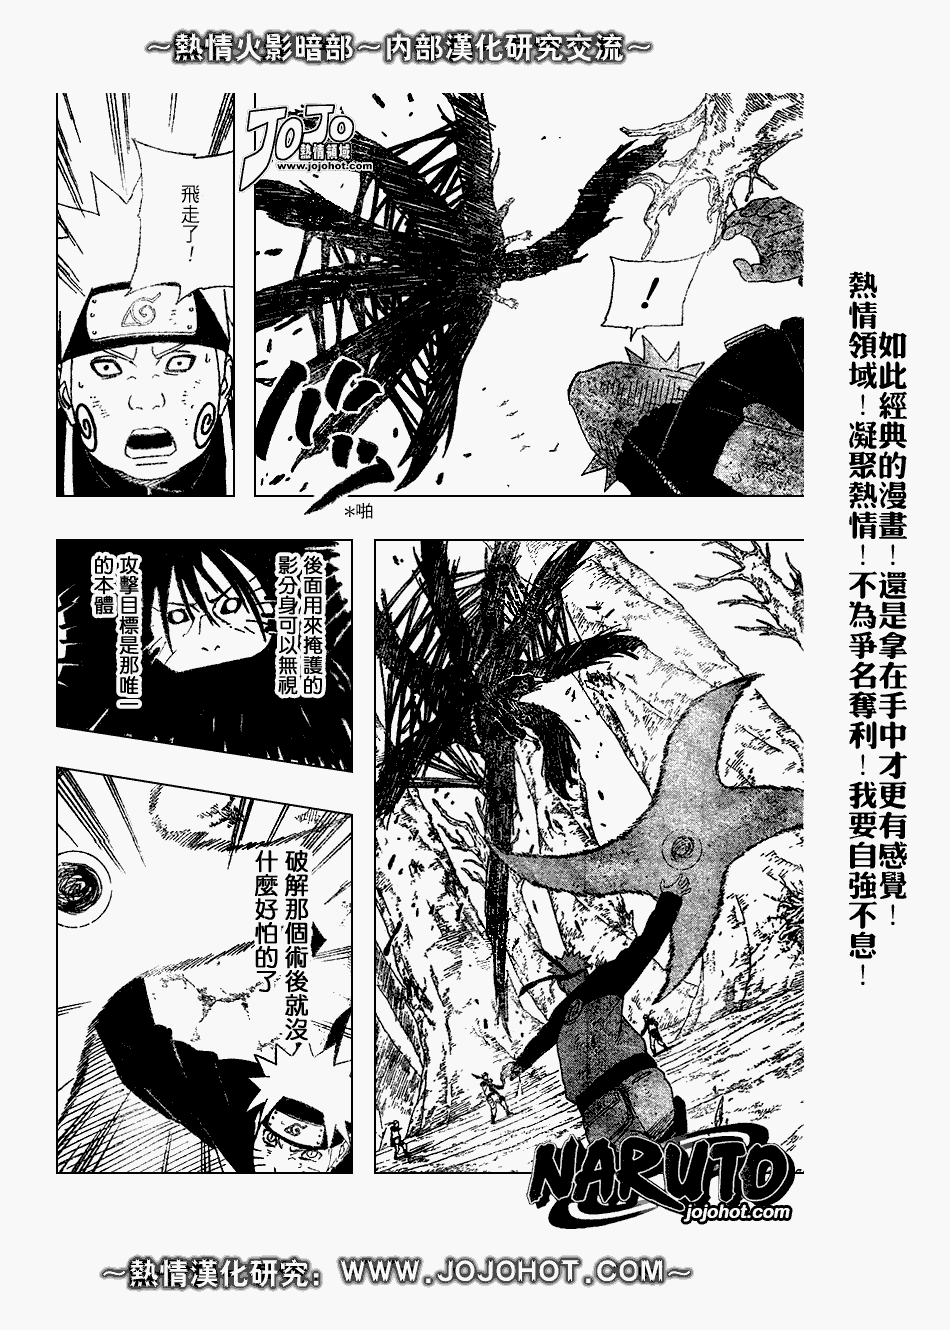 ～熱情火影暗部～內部漢化研究交流～
JOJO
熱情領域
www.jojohot.com
！
飛走了！
*啪
後面用來掩護的
影分身可以無視
攻擊目標是那唯一
的本體
破解那個術後就沒
什麼好怕的了
如此經典的漫畫！還是拿在手中才更有感覺！
熱情領域！凝聚熱情！不為爭名奪利！我要自強不息！
NARUTO
jojohot.com
～熱情漢化研究：WWW.JOJOHOT.COM～